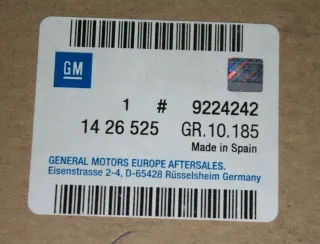 GM
1 # 9224242
14 26 525 GR.10.185
Made in Spain
GENERAL MOTORS EUROPE AFTERSALES.
Eisenstrasse 2-4, D-65428 Rüsselsheim Germany